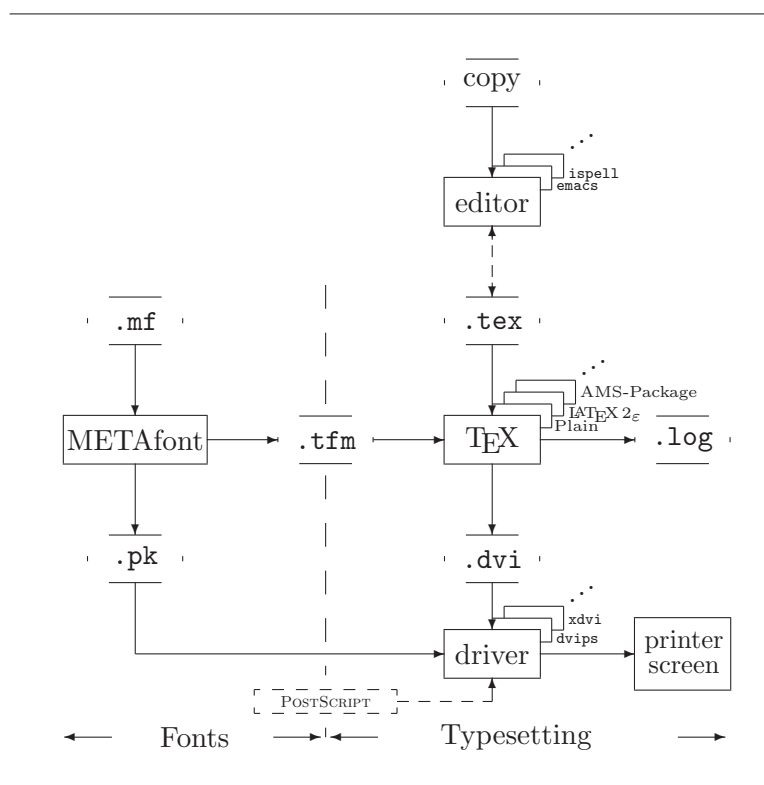 copy
ispell
emacs
editor
.mf
.tex
AMS-Package
LATEX 2ε
Plain
METAfont
.tfm
TEX
.log
.pk
.dvi
xdvi
dvips
driver
printer
screen
POSTSCRIPT
Fonts
Typesetting